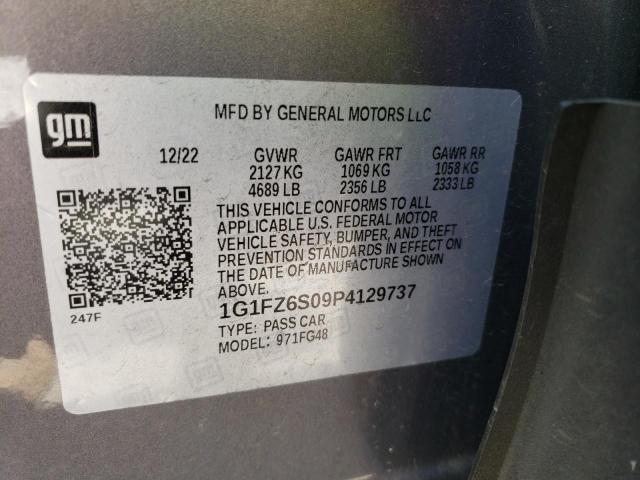 gm
MFD BY GENERAL MOTORS LLC
12/22 GVWR GAWR FRT GAWR RR
2127 KG 1069 KG 1058 KG
4689 LB 2356 LB 2333 LB
THIS VEHICLE CONFORMS TO ALL
APPLICABLE U.S. FEDERAL MOTOR
VEHICLE SAFETY, BUMPER, AND THEFT
PREVENTION STANDARDS IN EFFECT ON
THE DATE OF MANUFACTURE SHOWN
ABOVE.
1G1FZ6S09P4129737
TYPE: PASS CAR
MODEL: 971FG48
247F